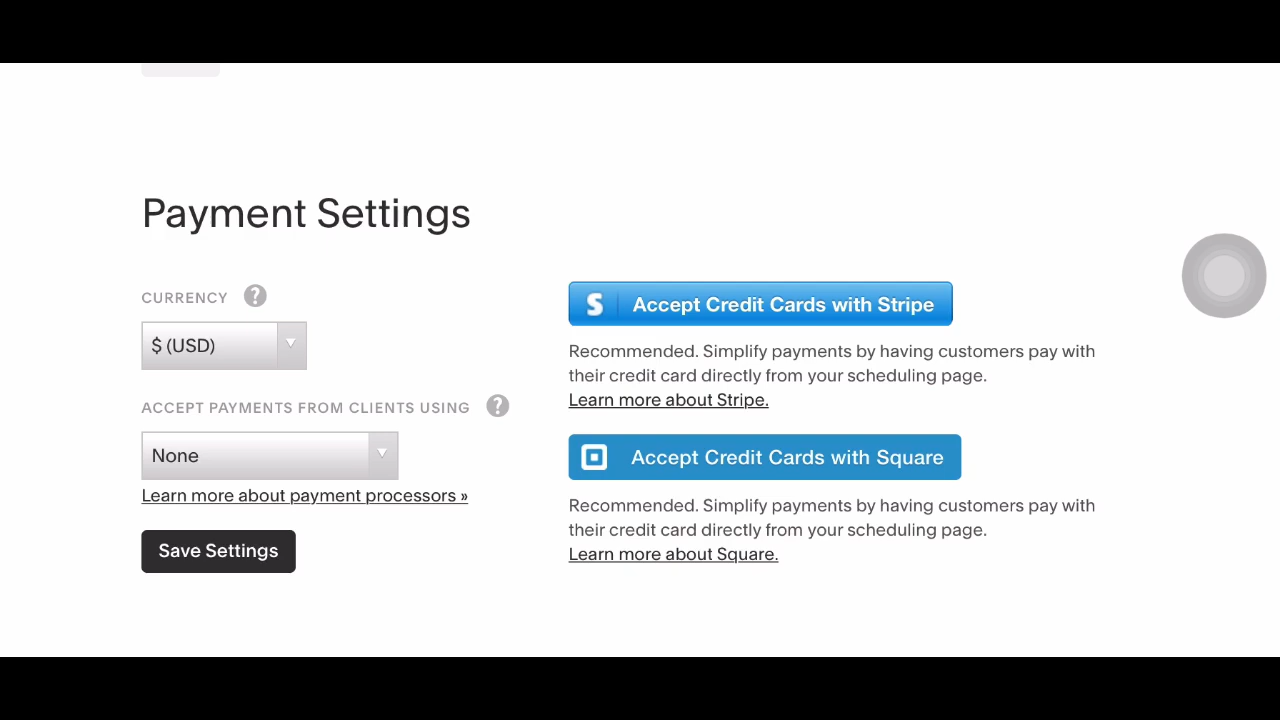 Payment Settings
CURRENCY ?
$ (USD)
ACCEPT PAYMENTS FROM CLIENTS USING ?
None
Learn more about payment processors »
Save Settings
S Accept Credit Cards with Stripe
Recommended. Simplify payments by having customers pay with
their credit card directly from your scheduling page.
Learn more about Stripe.
Accept Credit Cards with Square
Recommended. Simplify payments by having customers pay with
their credit card directly from your scheduling page.
Learn more about Square.